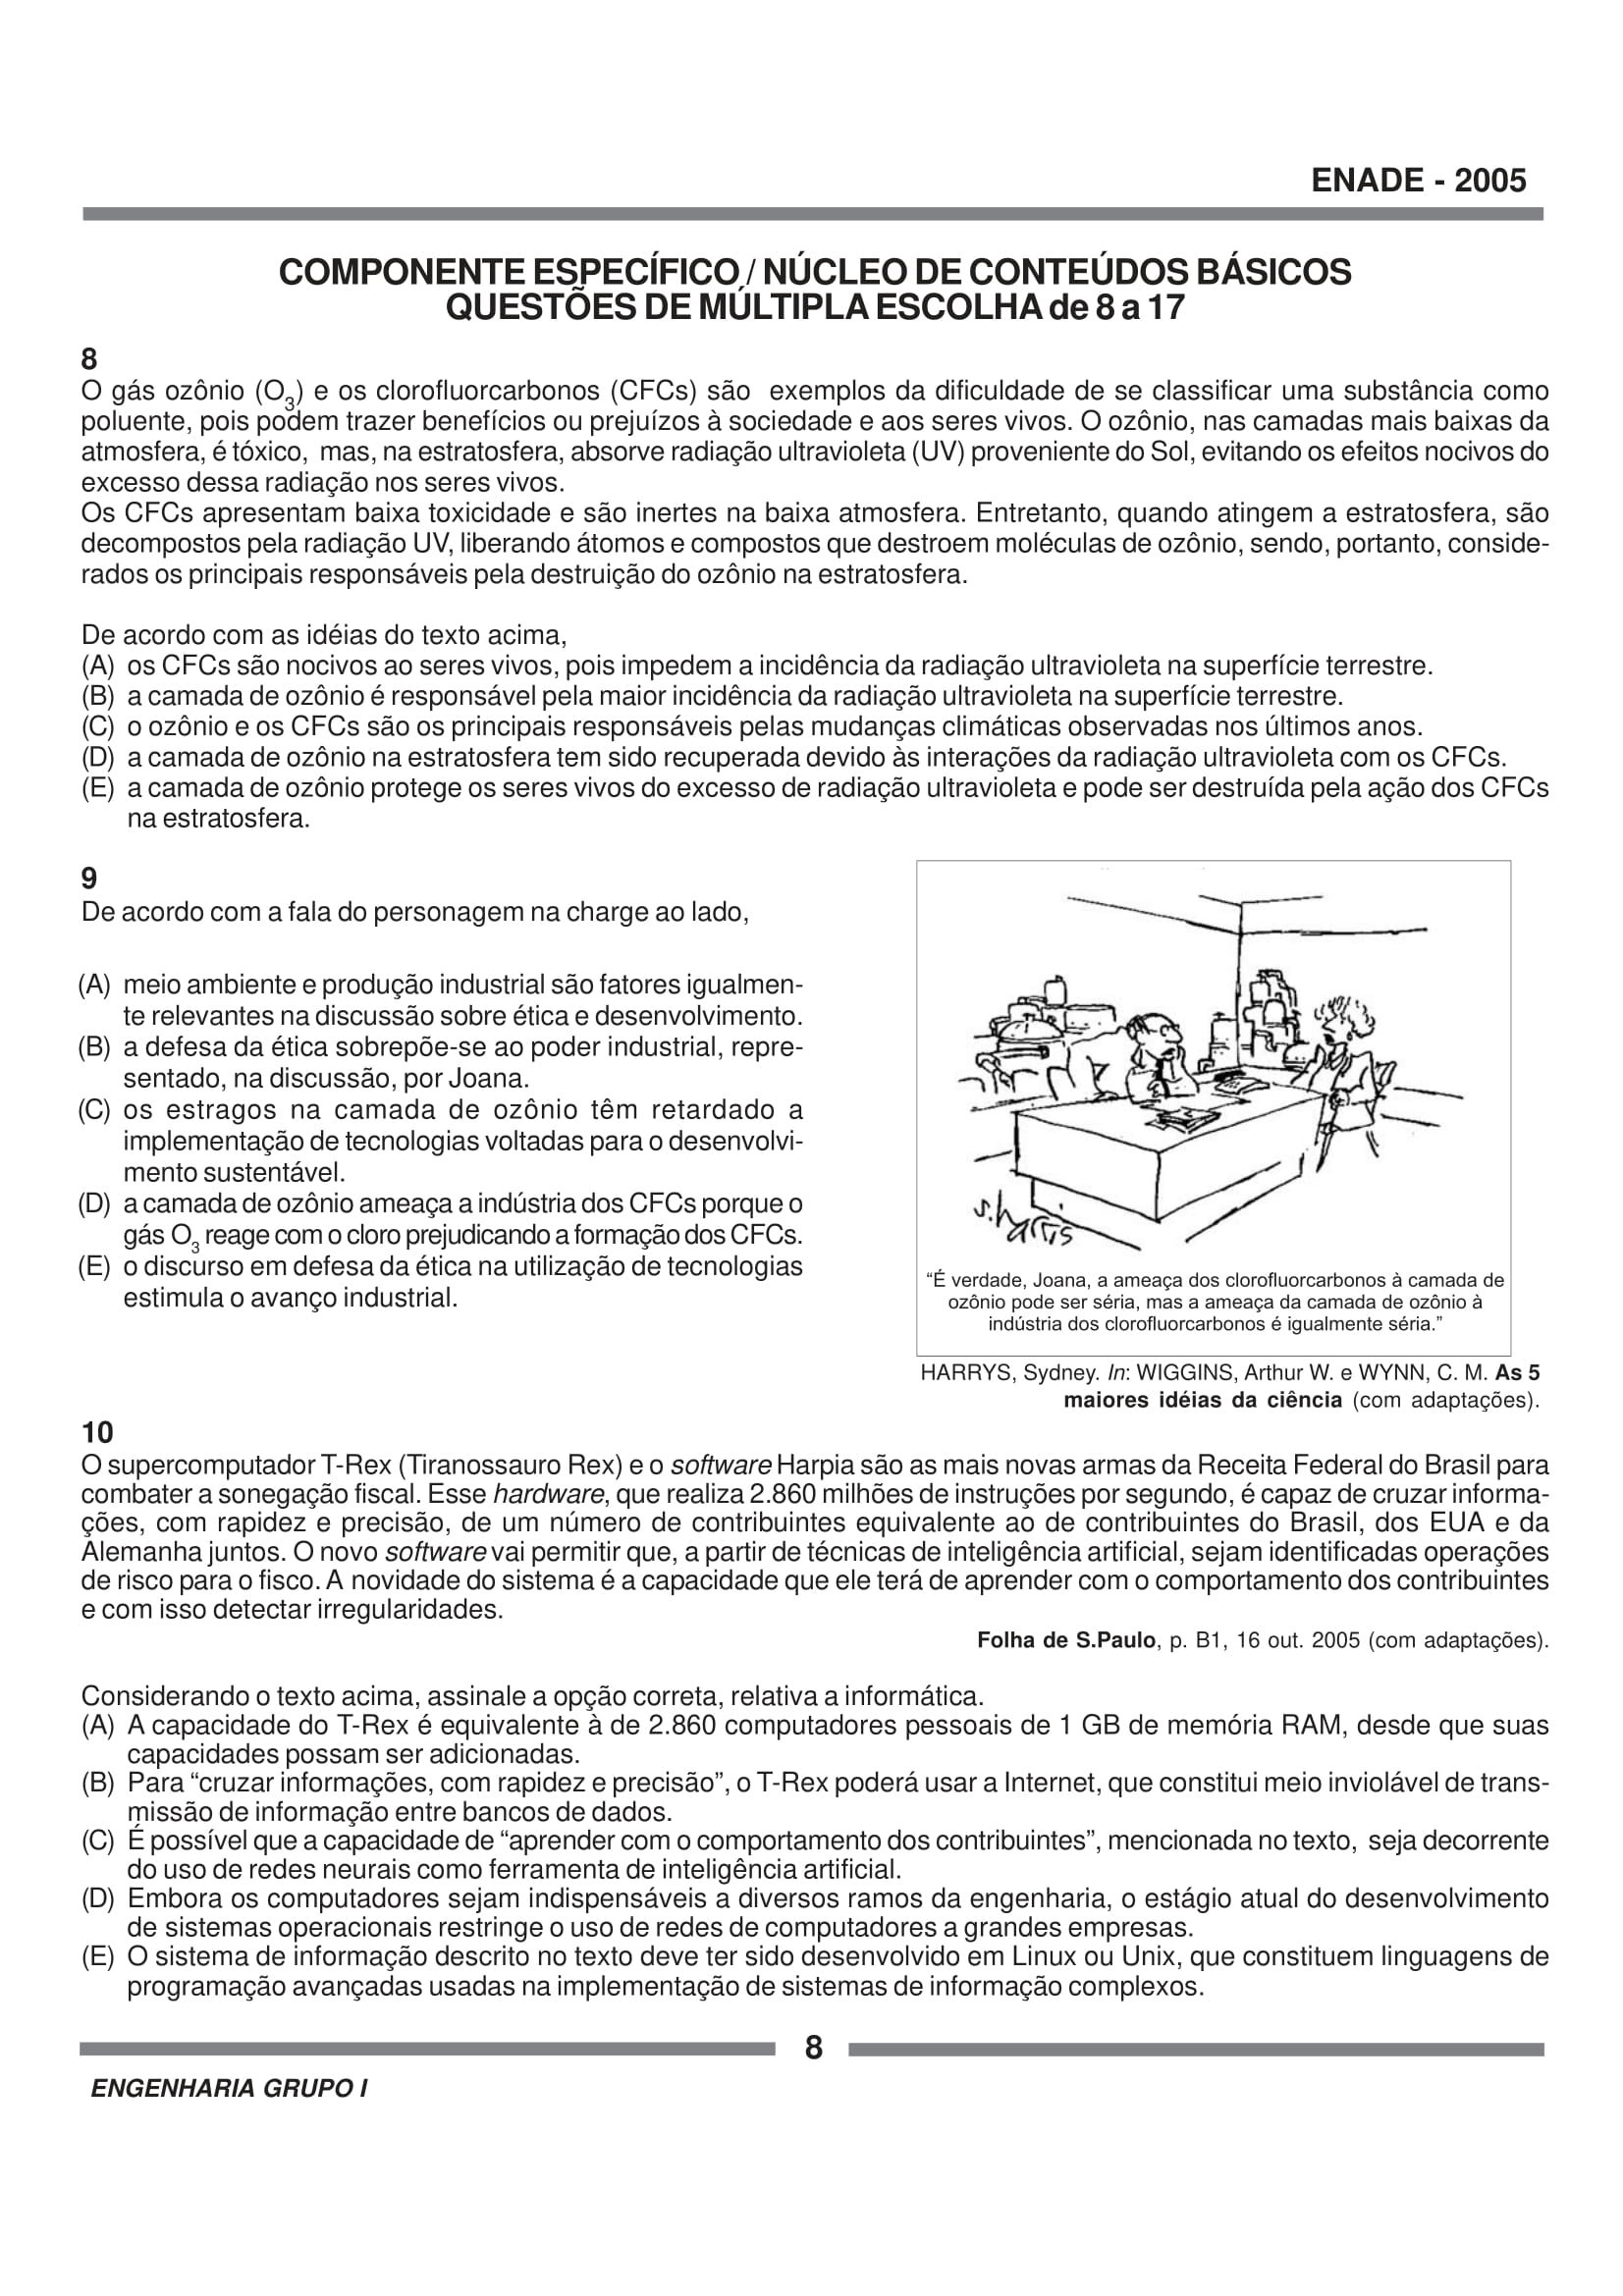 ENADE - 2005
COMPONENTE ESPECÍFICO / NÚCLEO DE CONTEÚDOS BÁSICOS
QUESTÕES DE MÚLTIPLA ESCOLHA de 8 a 17
8
O gás ozônio (O3) e os clorofluorcarbonos (CFCs) são exemplos da dificuldade de se classificar uma substância como
poluente, pois podem trazer benefícios ou prejuízos à sociedade e aos seres vivos. O ozônio, nas camadas mais baixas da
atmosfera, é tóxico, mas, na estratosfera, absorve radiação ultravioleta (UV) proveniente do Sol, evitando os efeitos nocivos do
excesso dessa radiação nos seres vivos.
Os CFCs apresentam baixa toxicidade e são inertes na baixa atmosfera. Entretanto, quando atingem a estratosfera, são
decompostos pela radiação UV, liberando átomos e compostos que destroem moléculas de ozônio, sendo, portanto, conside-
rados os principais responsáveis pela destruição do ozônio na estratosfera.
De acordo com as idéias do texto acima,
(A) os CFCs são nocivos ao seres vivos, pois impedem a incidência da radiação ultravioleta na superfície terrestre.
(B) a camada de ozônio é responsável pela maior incidência da radiação ultravioleta na superfície terrestre.
(C) o ozônio e os CFCs são os principais responsáveis pelas mudanças climáticas observadas nos últimos anos.
(D) a camada de ozônio na estratosfera tem sido recuperada devido às interações da radiação ultravioleta com os CFCs.
(E) a camada de ozônio protege os seres vivos do excesso de radiação ultravioleta e pode ser destruída pela ação dos CFCs
na estratosfera.
9
De acordo com a fala do personagem na charge ao lado,
(A) meio ambiente e produção industrial são fatores igualmen-
te relevantes na discussão sobre ética e desenvolvimento.
(B) a defesa da ética sobrepõe-se ao poder industrial, repre-
sentado, na discussão, por Joana.
(C) os estragos na camada de ozônio têm retardado a
implementação de tecnologias voltadas para o desenvolvi-
mento sustentável.
(D) a camada de ozônio ameaça a indústria dos CFCs porque o
gás O3 reage com o cloro prejudicando a formação dos CFCs.
(E) o discurso em defesa da ética na utilização de tecnologias
estimula o avanço industrial.
s.harris
“É verdade, Joana, a ameaça dos clorofluorcarbonos à camada de
ozônio pode ser séria, mas a ameaça da camada de ozônio à
indústria dos clorofluorcarbonos é igualmente séria.”
HARRYS, Sydney. In: WIGGINS, Arthur W. e WYNN, C. M. As 5
maiores idéias da ciência (com adaptações).
10
O supercomputador T-Rex (Tiranossauro Rex) e o software Harpia são as mais novas armas da Receita Federal do Brasil para
combater a sonegação fiscal. Esse hardware, que realiza 2.860 milhões de instruções por segundo, é capaz de cruzar informa-
ções, com rapidez e precisão, de um número de contribuintes equivalente ao de contribuintes do Brasil, dos EUA e da
Alemanha juntos. O novo software vai permitir que, a partir de técnicas de inteligência artificial, sejam identificadas operações
de risco para o fisco. A novidade do sistema é a capacidade que ele terá de aprender com o comportamento dos contribuintes
e com isso detectar irregularidades.
Folha de S.Paulo, p. B1, 16 out. 2005 (com adaptações).
Considerando o texto acima, assinale a opção correta, relativa a informática.
(A) A capacidade do T-Rex é equivalente à de 2.860 computadores pessoais de 1 GB de memória RAM, desde que suas
capacidades possam ser adicionadas.
(B) Para “cruzar informações, com rapidez e precisão”, o T-Rex poderá usar a Internet, que constitui meio inviolável de trans-
missão de informação entre bancos de dados.
(C) É possível que a capacidade de “aprender com o comportamento dos contribuintes”, mencionada no texto, seja decorrente
do uso de redes neurais como ferramenta de inteligência artificial.
(D) Embora os computadores sejam indispensáveis a diversos ramos da engenharia, o estágio atual do desenvolvimento
de sistemas operacionais restringe o uso de redes de computadores a grandes empresas.
(E) O sistema de informação descrito no texto deve ter sido desenvolvido em Linux ou Unix, que constituem linguagens de
programação avançadas usadas na implementação de sistemas de informação complexos.
8
ENGENHARIA GRUPO I